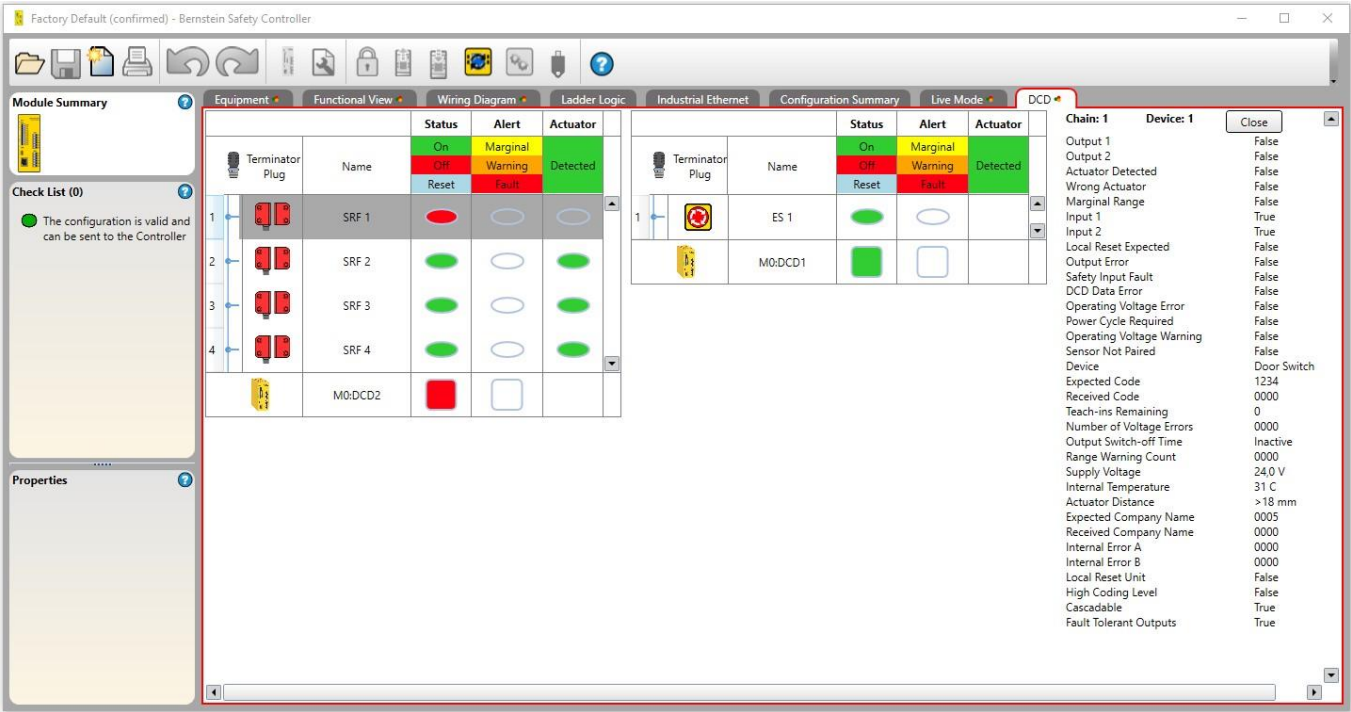 Factory Default (confirmed) - Bernstein Safety Controller
Module Summary
Check List (0)
The configuration is valid and
can be sent to the Controller
Properties
Equipment Functional View Wiring Diagram Ladder Logic Industrial Ethernet Configuration Summary Live Mode DCD
Status Alert Actuator
Terminator Plug Name On Off Reset Marginal Warning Fault Detected
1 SRF 1
2 SRF 2
3 SRF 3
4 SRF 4
M0:DCD2
Status Alert Actuator
Terminator Plug Name On Off Reset Marginal Warning Fault Detected
1 ES 1
M0:DCD1
Chain: 1 Device: 1 Close
Output 1 False
Output 2 False
Actuator Detected False
Wrong Actuator False
Marginal Range False
Input 1 True
Input 2 True
Local Reset Expected False
Output Error False
Safety Input Fault False
DCD Data Error False
Operating Voltage Error False
Power Cycle Required False
Operating Voltage Warning False
Sensor Not Paired False
Device Door Switch
Expected Code 1234
Received Code 0000
Teach-ins Remaining 0
Number of Voltage Errors 0000
Output Switch-off Time Inactive
Range Warning Count 0000
Supply Voltage 24,0 V
Internal Temperature 31 C
Actuator Distance >18 mm
Expected Company Name 0005
Received Company Name 0000
Internal Error A 0000
Internal Error B 0000
Local Reset Unit False
High Coding Level False
Cascadable True
Fault Tolerant Outputs True